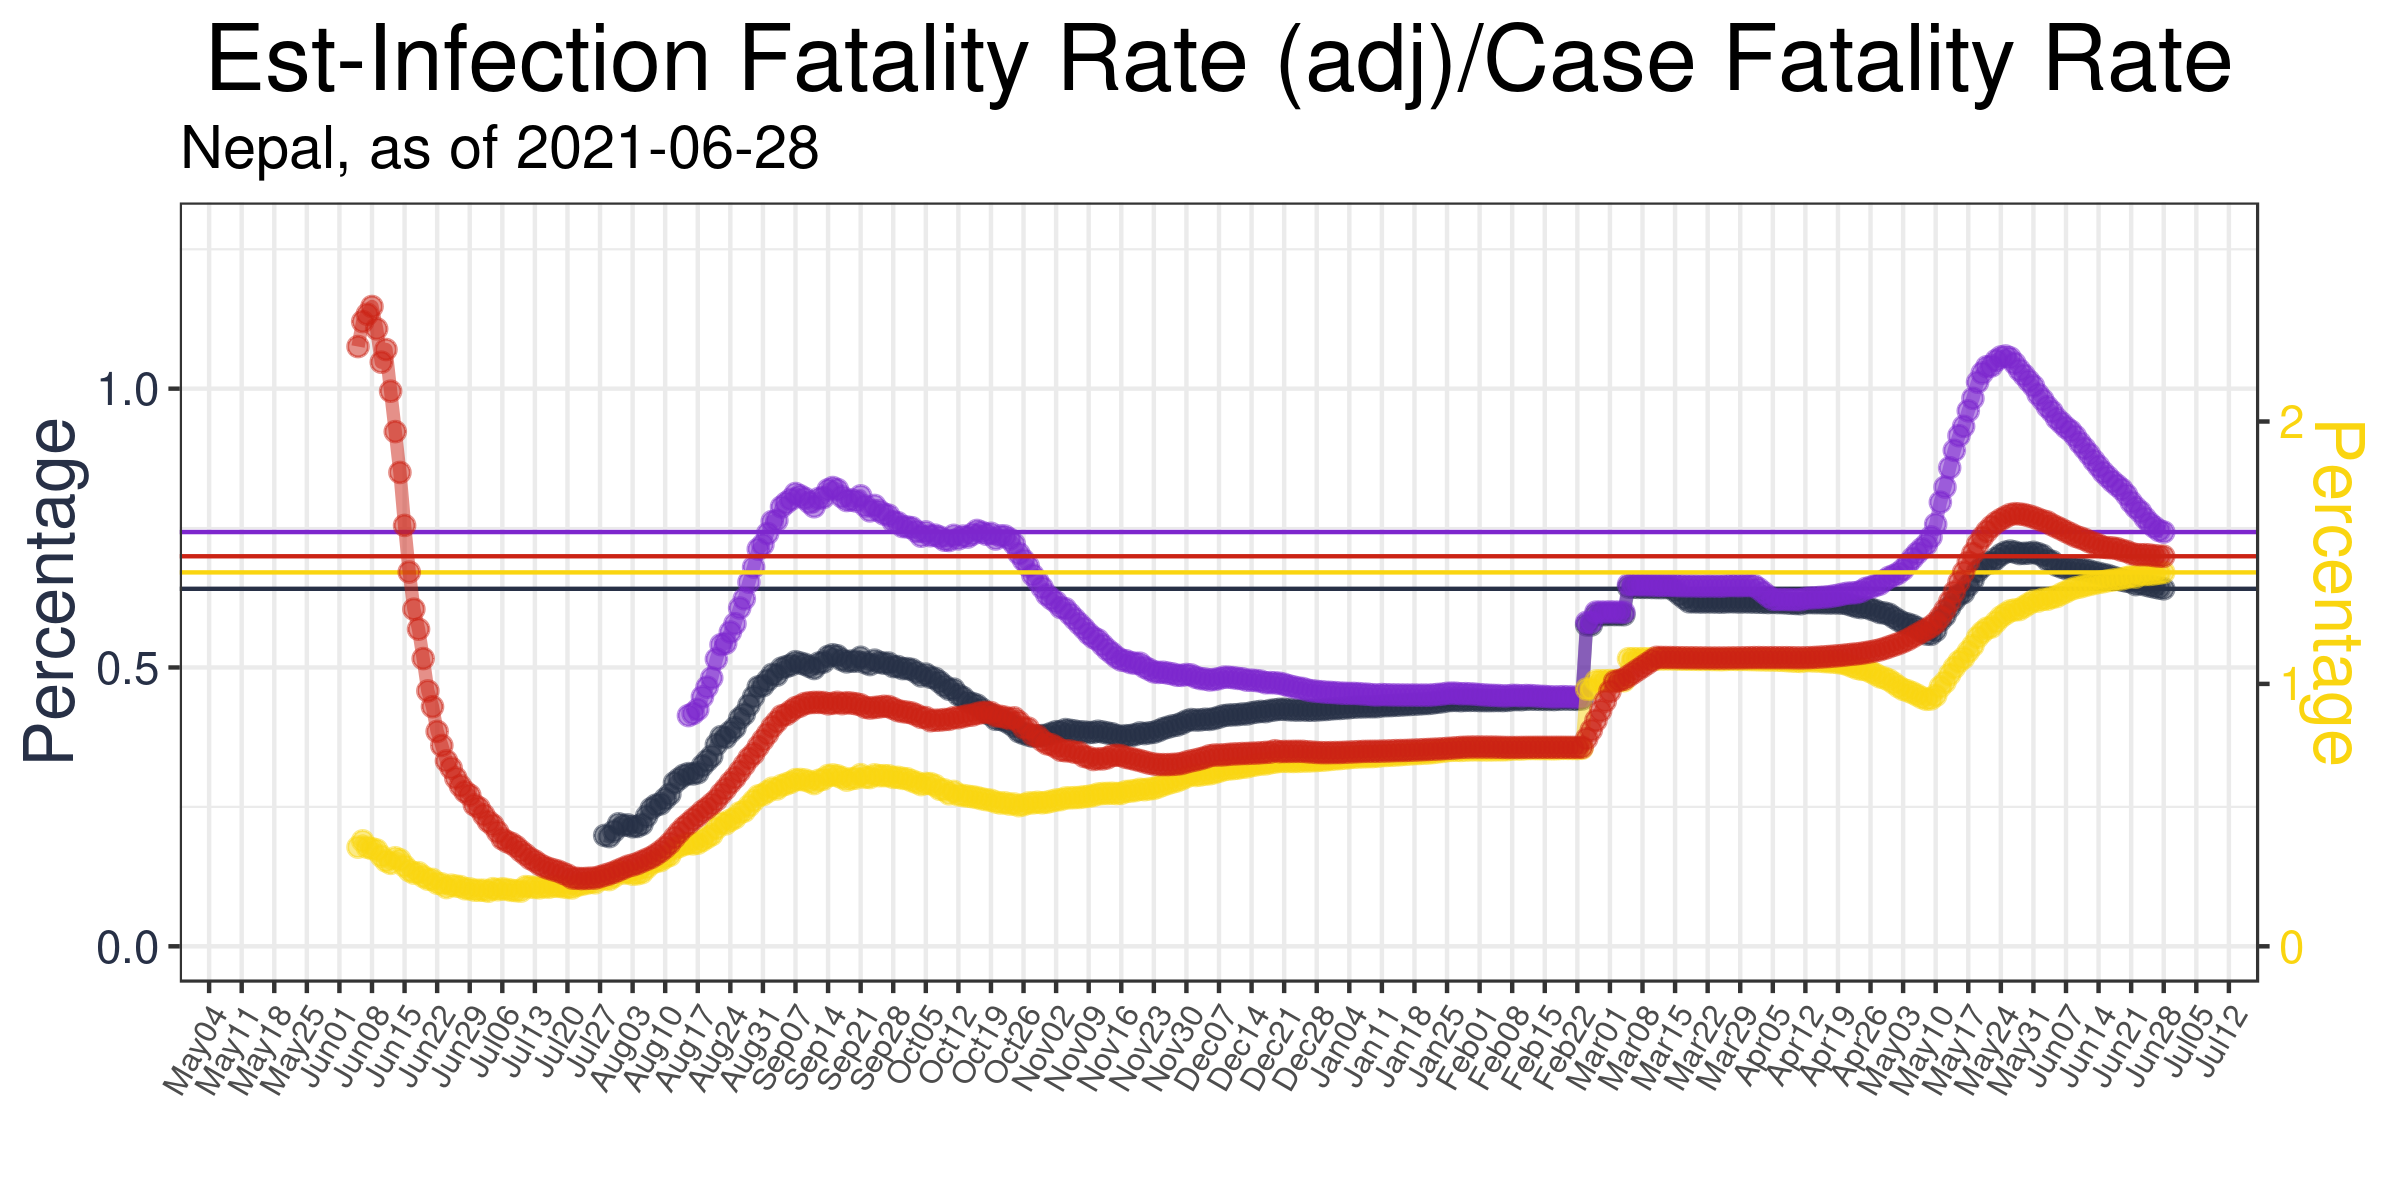 Est-Infection Fatality Rate (adj)/Case Fatality Rate
Nepal, as of 2021-06-28
Percentage
1.0
0.5
0.0
2
1
0
Percentage
May04
May11
May18
May25
Jun01
Jun08
Jun15
Jun22
Jun29
Jul06
Jul13
Jul20
Jul27
Aug03
Aug10
Aug17
Aug24
Aug31
Sep07
Sep14
Sep21
Sep28
Oct05
Oct12
Oct19
Oct26
Nov02
Nov09
Nov16
Nov23
Nov30
Dec07
Dec14
Dec21
Dec28
Jan04
Jan11
Jan18
Jan25
Feb01
Feb08
Feb15
Feb22
Mar01
Mar08
Mar15
Mar22
Mar29
Apr05
Apr12
Apr19
Apr26
May03
May10
May17
May24
May31
Jun07
Jun14
Jun21
Jun28
Jul05
Jul12